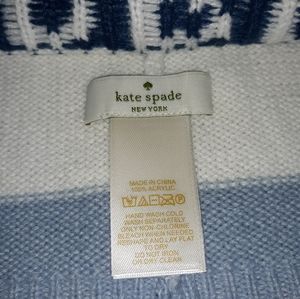 kate spade
NEW YORK
MADE IN CHINA
100% ACRYLIC
HAND WASH COLD
WASH SEPARATELY
ONLY NON-CHLORINE
BLEACH WHEN NEEDED
RESHAPE AND LAY FLAT
TO DRY
DO NOT IRON
OR DRY CLEAN